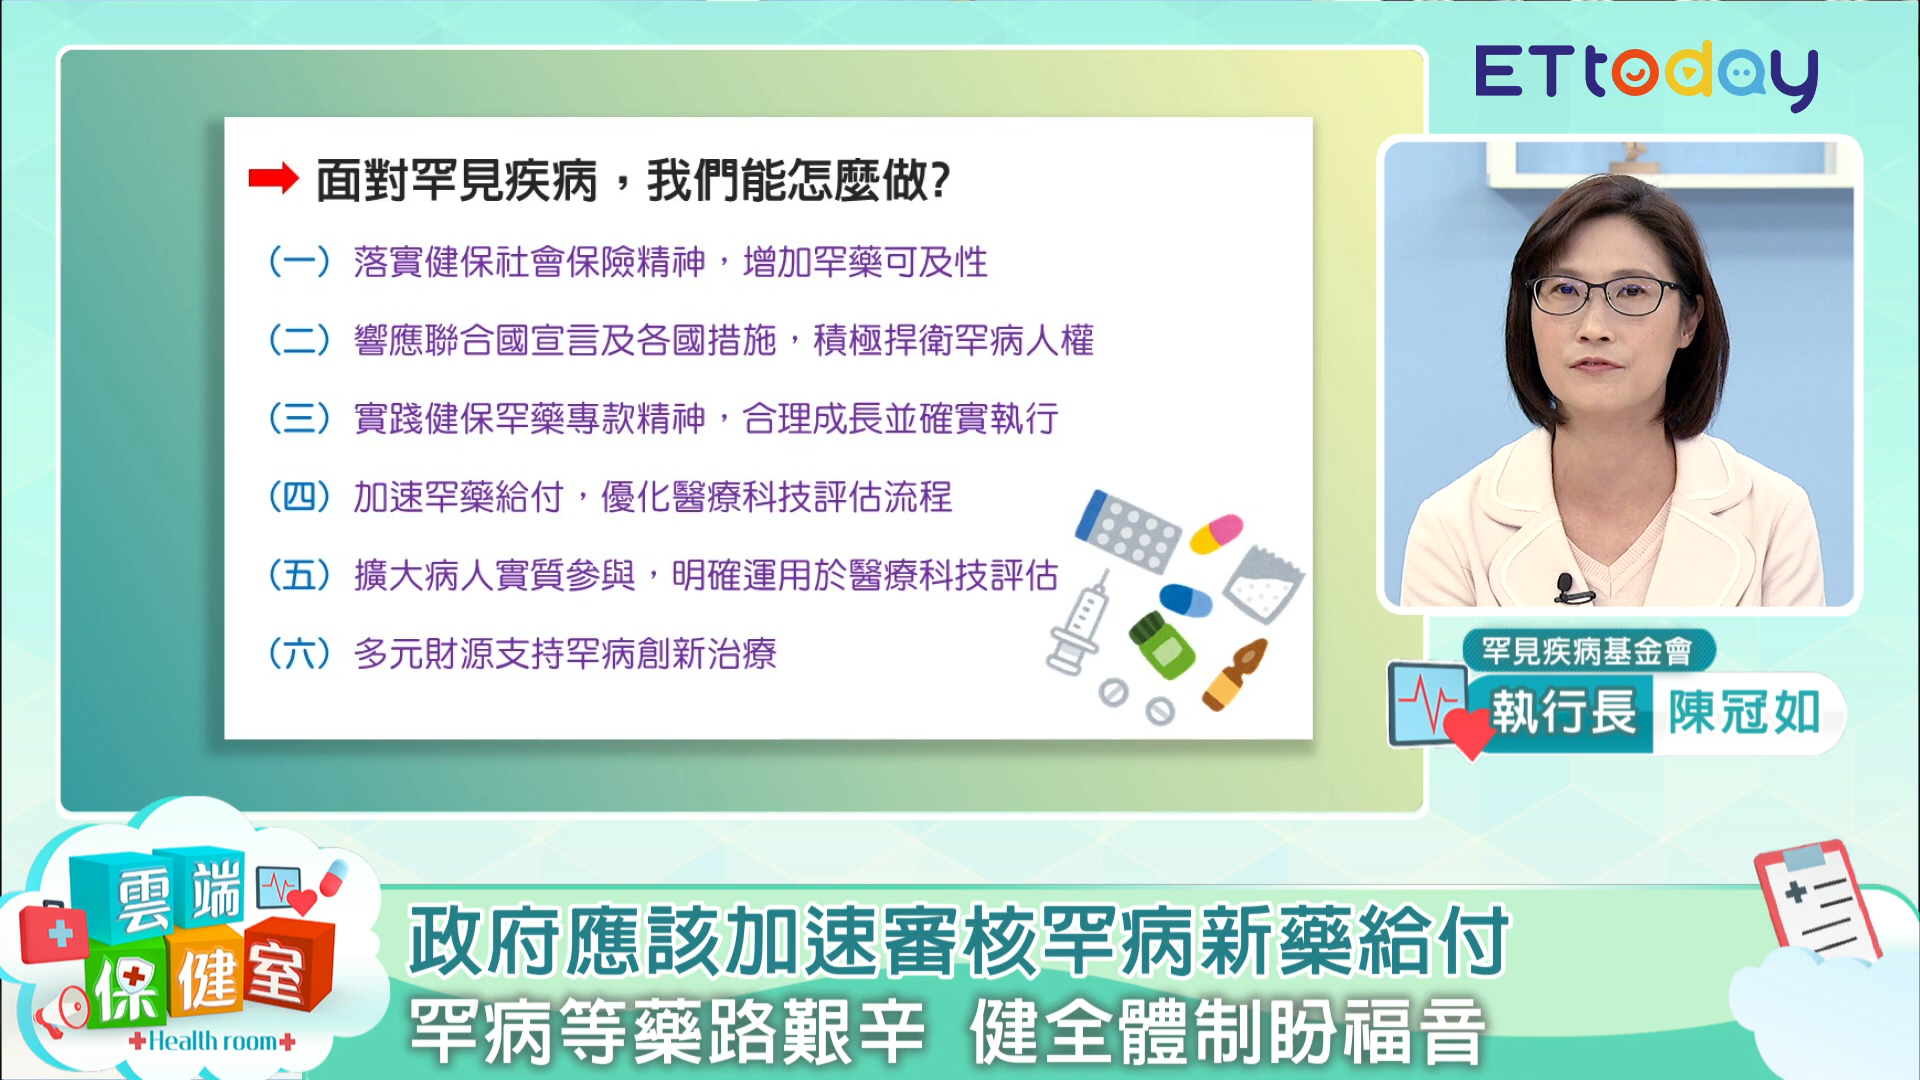 ETtoday
面對罕見疾病，我們能怎麼做?
（一）落實健保社會保險精神，增加罕藥可及性
（二）響應聯合國宣言及各國措施，積極捍衛罕病人權
（三）實踐健保罕藥專款精神，合理成長並確實執行
（四）加速罕藥給付，優化醫療科技評估流程
（五）擴大病人實質參與，明確運用於醫療科技評估
（六）多元財源支持罕病創新治療
罕見疾病基金會
執行長 陳冠如
雲端
保健室
Health room
政府應該加速審核罕病新藥給付
罕病等藥路艱辛 健全體制盼福音